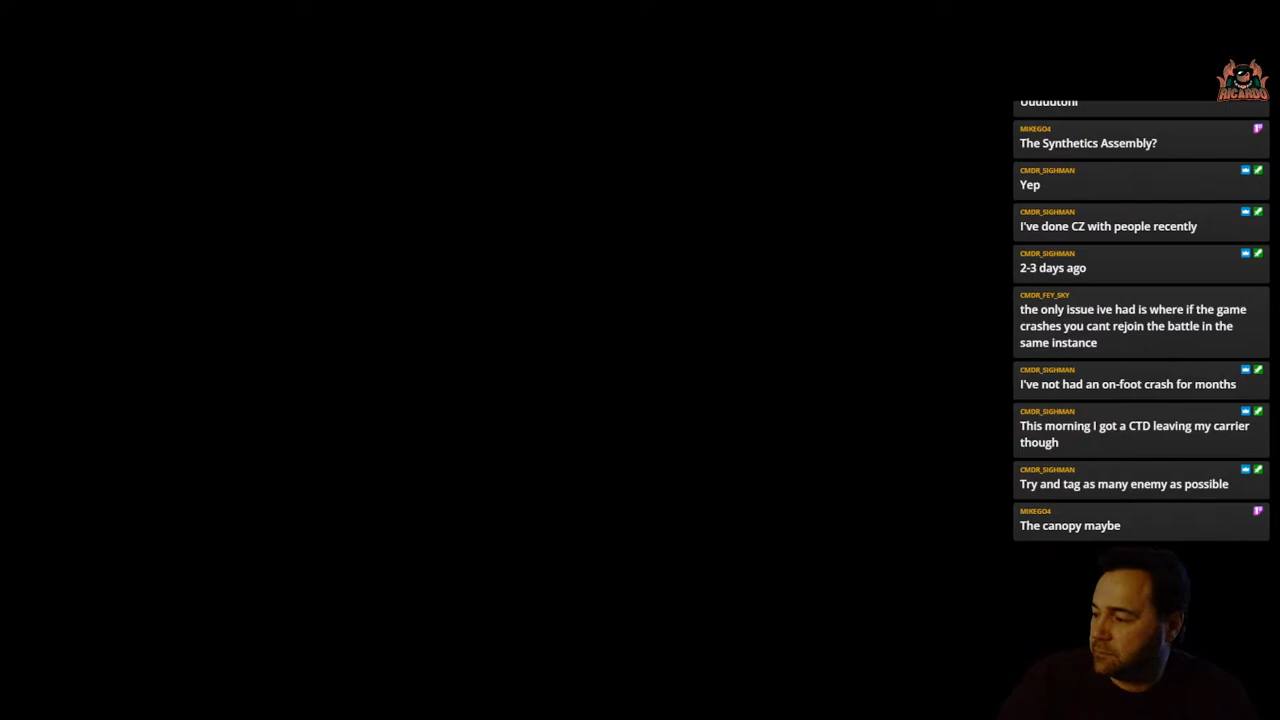 RICARDO
MIKEGO4
The Synthetics Assembly?
CMDR_SIGHMAN
Yep
CMDR_SIGHMAN
I've done CZ with people recently
CMDR_SIGHMAN
2-3 days ago
CMDR_FEY_SKY
the only issue ive had is where if the game
crashes you cant rejoin the battle in the
same instance
CMDR_SIGHMAN
I've not had an on-foot crash for months
CMDR_SIGHMAN
This morning I got a CTD leaving my carrier
though
CMDR_SIGHMAN
Try and tag as many enemy as possible
MIKEGO4
The canopy maybe